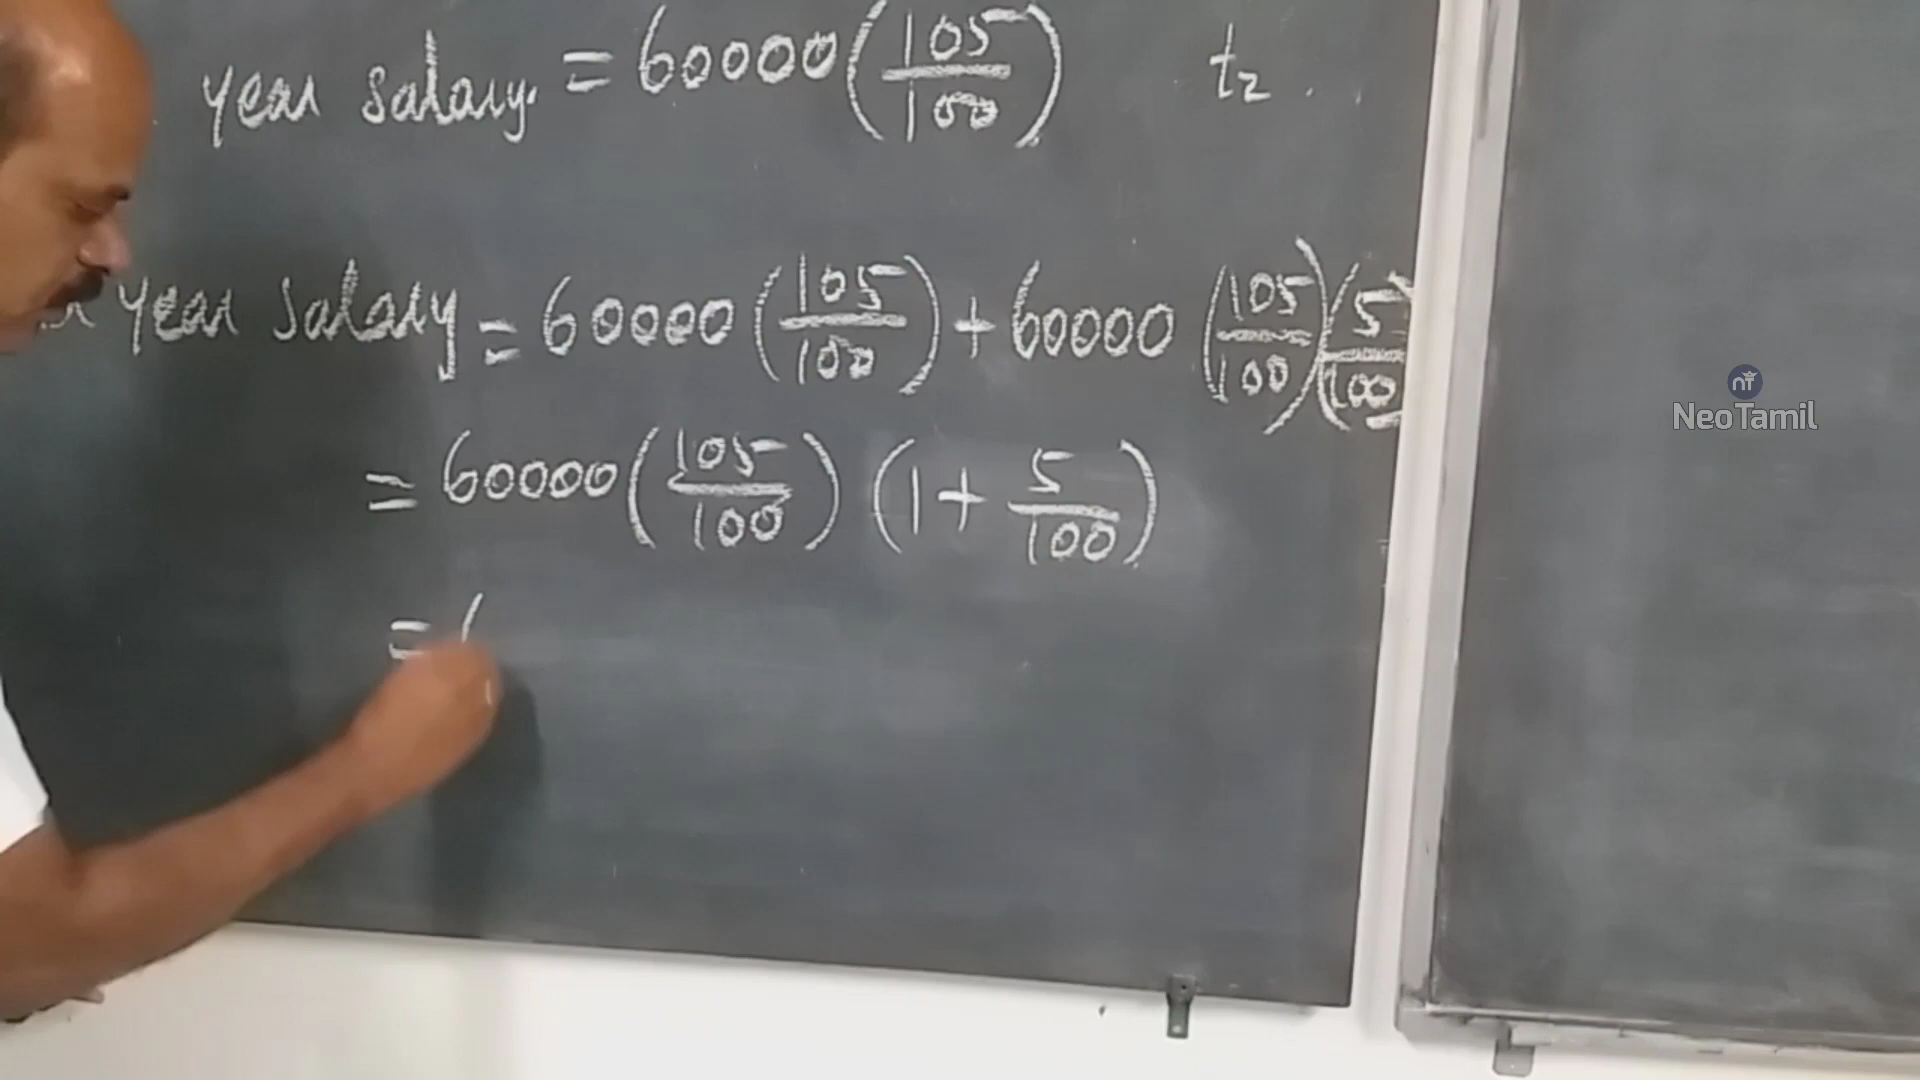 year salary. = 60000 (105/100) t₂ .
year salary = 60000 (105/100) + 60000 (105/100)(5/100
= 60000 (105/100) (1 + 5/100)
=
nT
NeoTamil